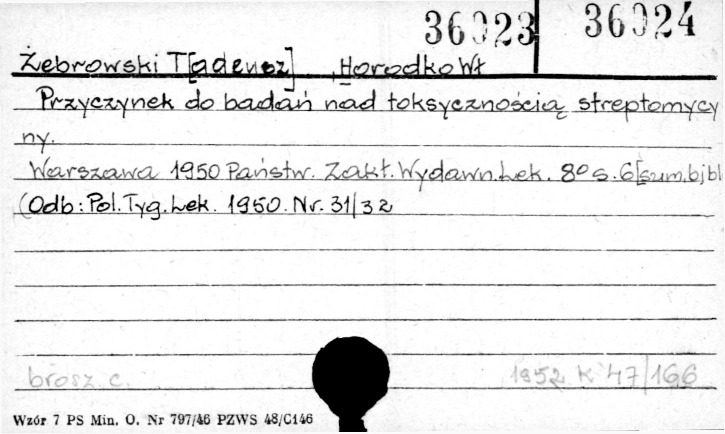 36023 36024
Żebrowski T[adeusz] , Horodko Wł
Przyczynek do badań nad toksycznością streptomycy
ny.
Warszawa 1950 Państw. Zakł. Wydawn. Lek. 8° s. 6 [sum. bj bl
(Odb: Pol. Tyg. Lek. 1950. Nr. 31/32
brosz. c. 1952 K 47/166
Wzór 7 PS Min. O. Nr 797/46 PZWS 48/C146